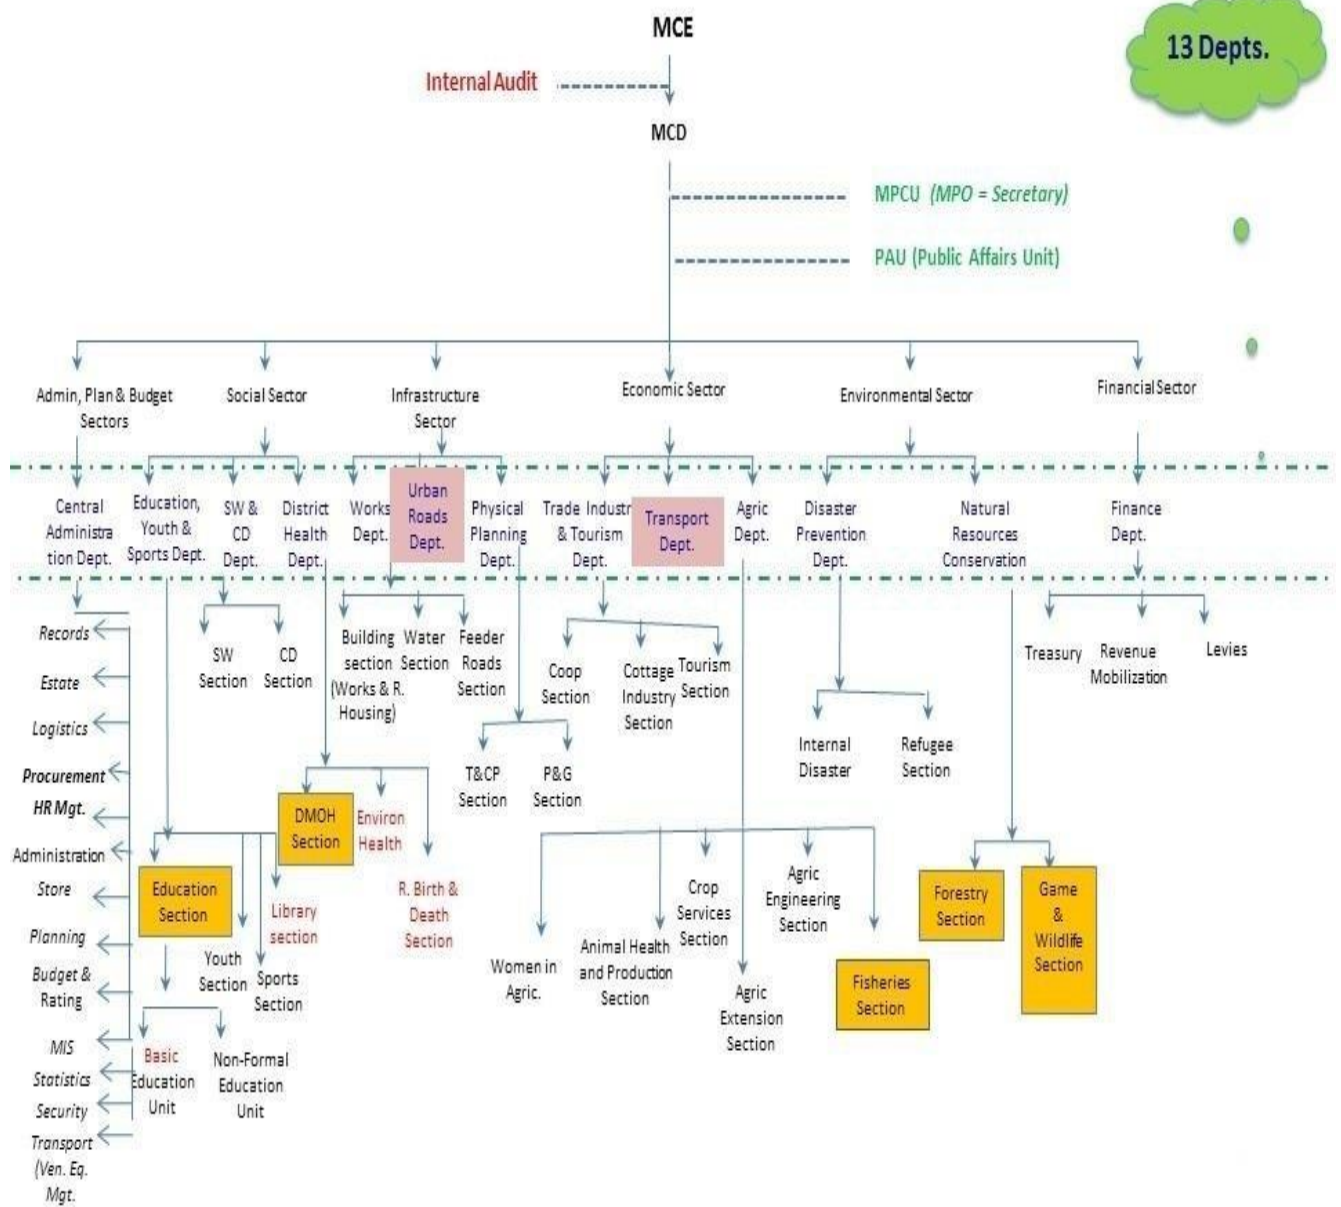 MCE
13 Depts.
Internal Audit
MCD
MPCU (MPO = Secretary)
PAU (Public Affairs Unit)
Admin, Plan & Budget
Sectors
Social Sector
Infrastructure
Sector
Economic Sector
Environmental Sector
Financial Sector
Central
Administra
tion Dept.
Education,
Youth &
Sports Dept.
SW &
CD
Dept.
District
Health
Dept.
Works
Dept.
Urban
Roads
Dept.
Physical
Planning
Dept.
Trade Industr
& Tourism
Dept.
Transport
Dept.
Agric
Dept.
Disaster
Prevention
Dept.
Natural
Resources
Conservation
Finance
Dept.
Records
Estate
Logistics
Procurement
HR Mgt.
Administration
Store
Planning
Budget &
Rating
MIS
Statistics
Security
Transport
(Ven. Eq.
Mgt.
SW
Section
CD
Section
Building
section
(Works & R.
Housing)
Water
Section
Feeder
Roads
Section
Coop
Section
Cottage
Industry
Section
Tourism
Section
Treasury
Revenue
Mobilization
Levies
T&CP
Section
P&G
Section
Internal
Disaster
Refugee
Section
DMOH
Section
Environ
Health
R. Birth &
Death
Section
Education
Section
Youth
Section
Sports
Section
Library
section
Basic
Education
Unit
Non-Formal
Education
Unit
Women in
Agric.
Animal Health
and Production
Section
Crop
Services
Section
Agric
Extension
Section
Agric
Engineering
Section
Fisheries
Section
Forestry
Section
Game
&
Wildlife
Section